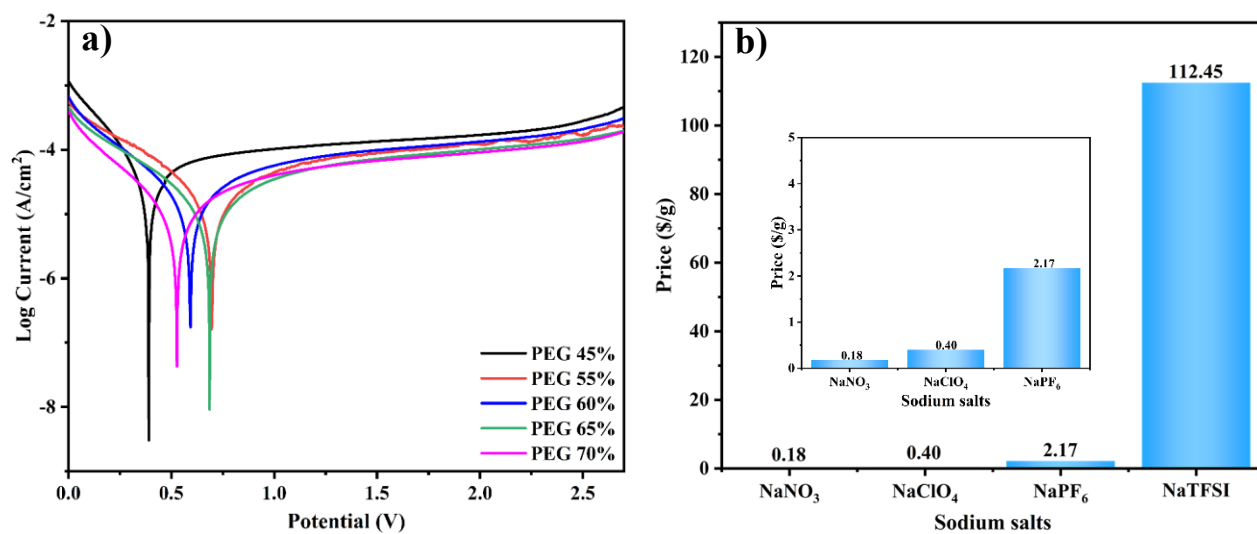 a)
Log Current (A/cm²)
-2
-4
-6
-8
0.0 0.5 1.0 1.5 2.0 2.5
Potential (V)
PEG 45%
PEG 55%
PEG 60%
PEG 65%
PEG 70%
b)
Price ($/g)
120
100
80
60
40
20
0
0.18 0.40 2.17 112.45
NaNO₃ NaClO₄ NaPF₆ NaTFSI
Sodium salts
Price ($/g)
5
4
3
2
1
0
0.18 0.40 2.17
NaNO₃ NaClO₄ NaPF₆
Sodium salts